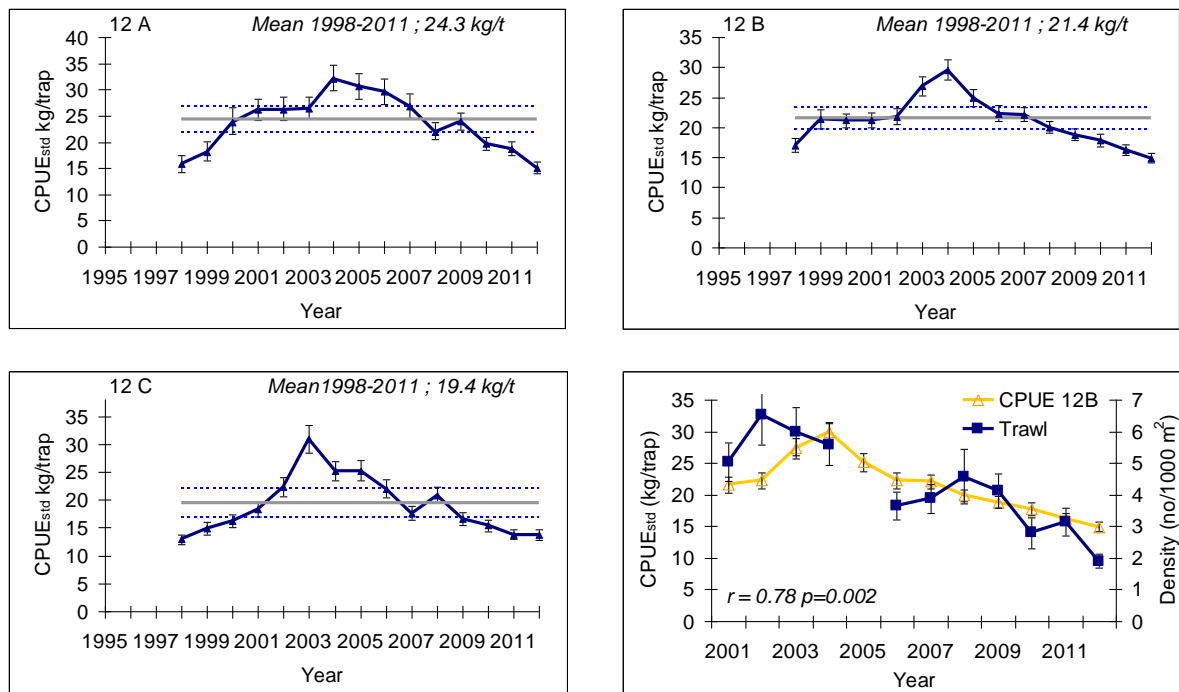 12 A Mean 1998-2011 ; 24.3 kg/t
40
35
30
25
20
15
10
5
0
CPUEstd kg/trap
1995 1997 1999 2001 2003 2005 2007 2009 2011
Year
12 B Mean 1998-2011 ; 21.4 kg/t
35
30
25
20
15
10
5
0
CPUEstd kg/trap
1995 1997 1999 2001 2003 2005 2007 2009 2011
Year
12 C Mean1998-2011 ; 19.4 kg/t
35
30
25
20
15
10
5
0
CPUEstd kg/trap
1995 1997 1999 2001 2003 2005 2007 2009 2011
Year
CPUE 12B
Trawl
35
30
25
20
15
10
5
0
CPUEstd (kg/trap)
7
6
5
4
3
2
1
0
Density (no/1000 m²)
r = 0.78 p=0.002
2001 2003 2005 2007 2009 2011
Year